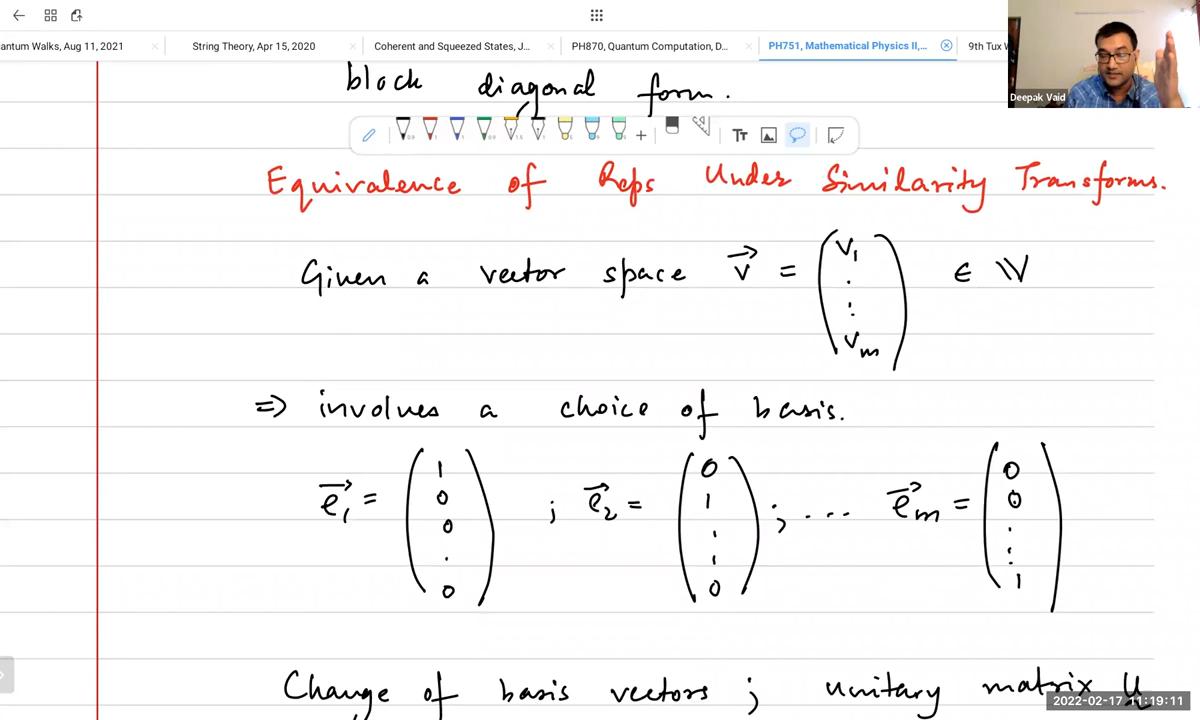 antum Walks, Aug 11, 2021 String Theory, Apr 15, 2020 Coherent and Squeezed States, J... PH870, Quantum Computation, D... PH751, Mathematical Physics II,... 9th Tux
Deepak Vaid
block diagonal form.
Tт
Equivalence of Reps Under Similarity Transforms.
Given a vector space v⃗ = (v₁ . : vₘ) ∈ 𝕍
⇒ involves a choice of basis.
e⃗₁ = (1 0 0 . 0) ; e⃗₂ = (0 1 . . 0) ; ... e⃗ₘ = (0 0 . : 1)
Change of basis vectors ; unitary matrix U
2022-02-17 11:19:11